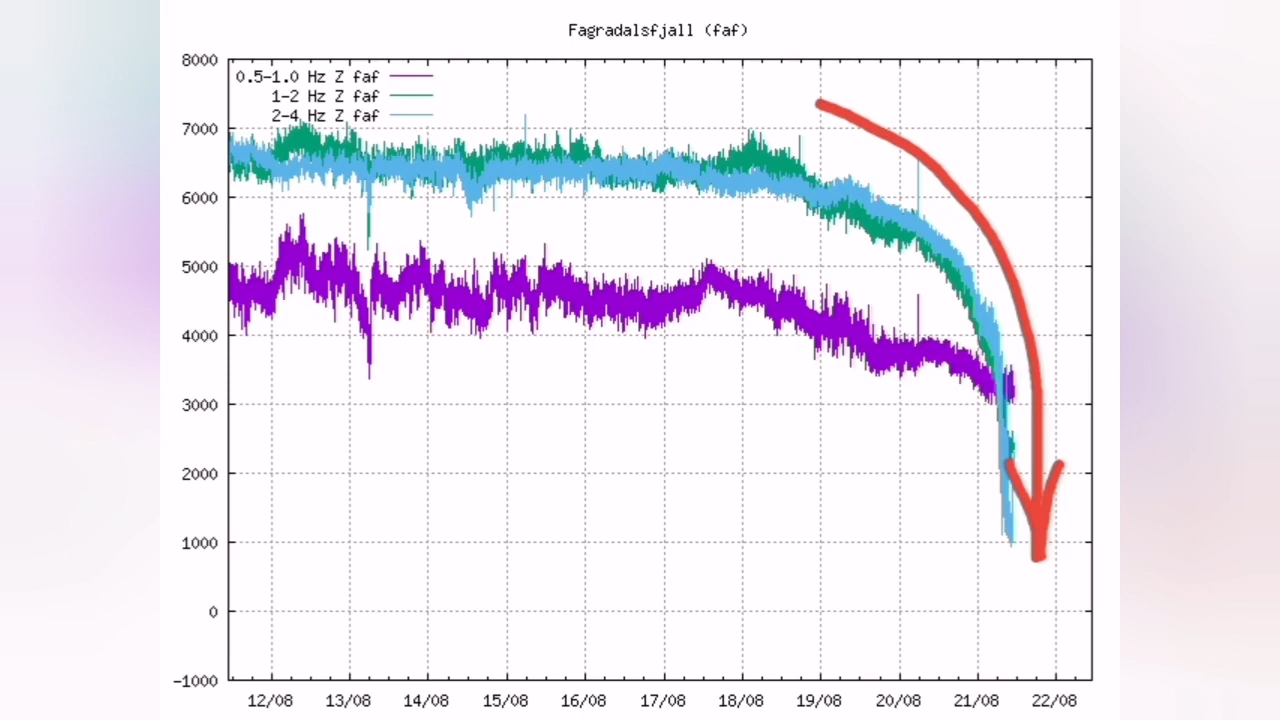 Fagradalsfjall (faf)
8000
0.5-1.0 Hz Z faf
1-2 Hz Z faf
2-4 Hz Z faf
7000
6000
5000
4000
3000
2000
1000
0
-1000
12/08 13/08 14/08 15/08 16/08 17/08 18/08 19/08 20/08 21/08 22/08